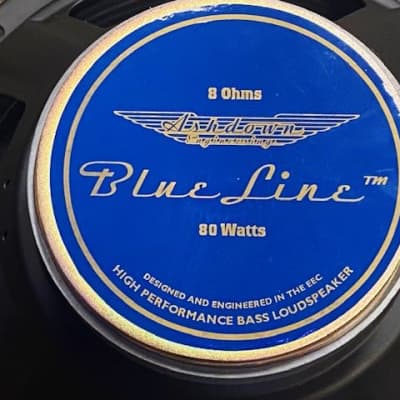 8 Ohms
Ashdown
Engineering
Blue Line™
80 Watts
DESIGNED AND ENGINEERED IN THE EEC
HIGH PERFORMANCE BASS LOUDSPEAKER